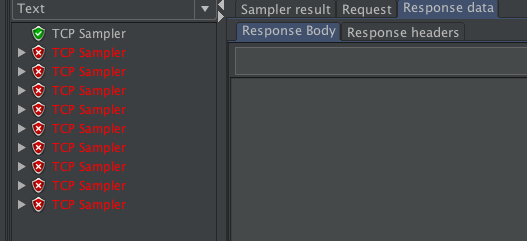 Text
TCP Sampler
TCP Sampler
TCP Sampler
TCP Sampler
TCP Sampler
TCP Sampler
TCP Sampler
TCP Sampler
TCP Sampler
TCP Sampler
Sampler result Request Response data
Response Body Response headers